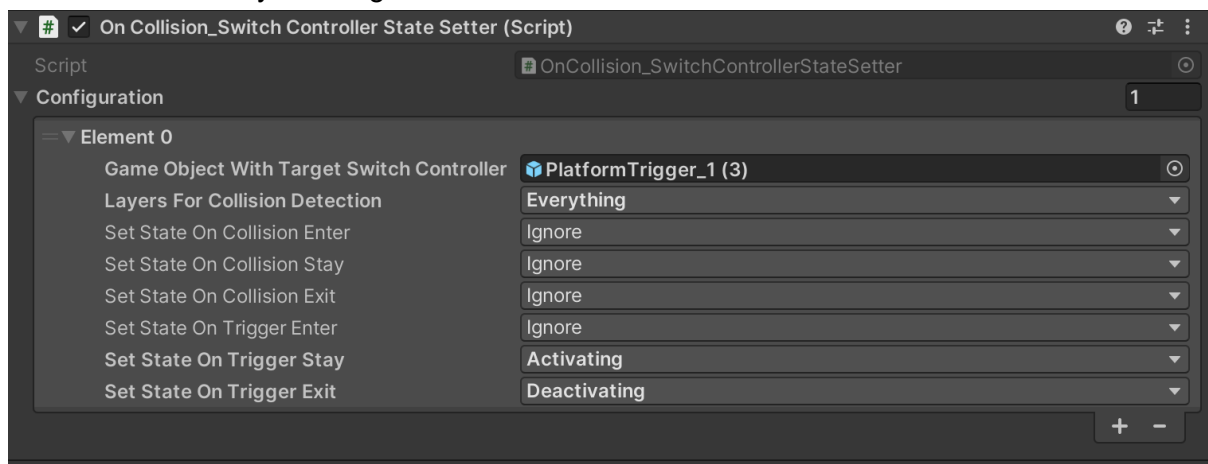 On Collision_Switch Controller State Setter (Script)
Script OnCollision_SwitchControllerStateSetter
Configuration 1
Element 0
Game Object With Target Switch Controller PlatformTrigger_1 (3)
Layers For Collision Detection Everything
Set State On Collision Enter Ignore
Set State On Collision Stay Ignore
Set State On Collision Exit Ignore
Set State On Trigger Enter Ignore
Set State On Trigger Stay Activating
Set State On Trigger Exit Deactivating